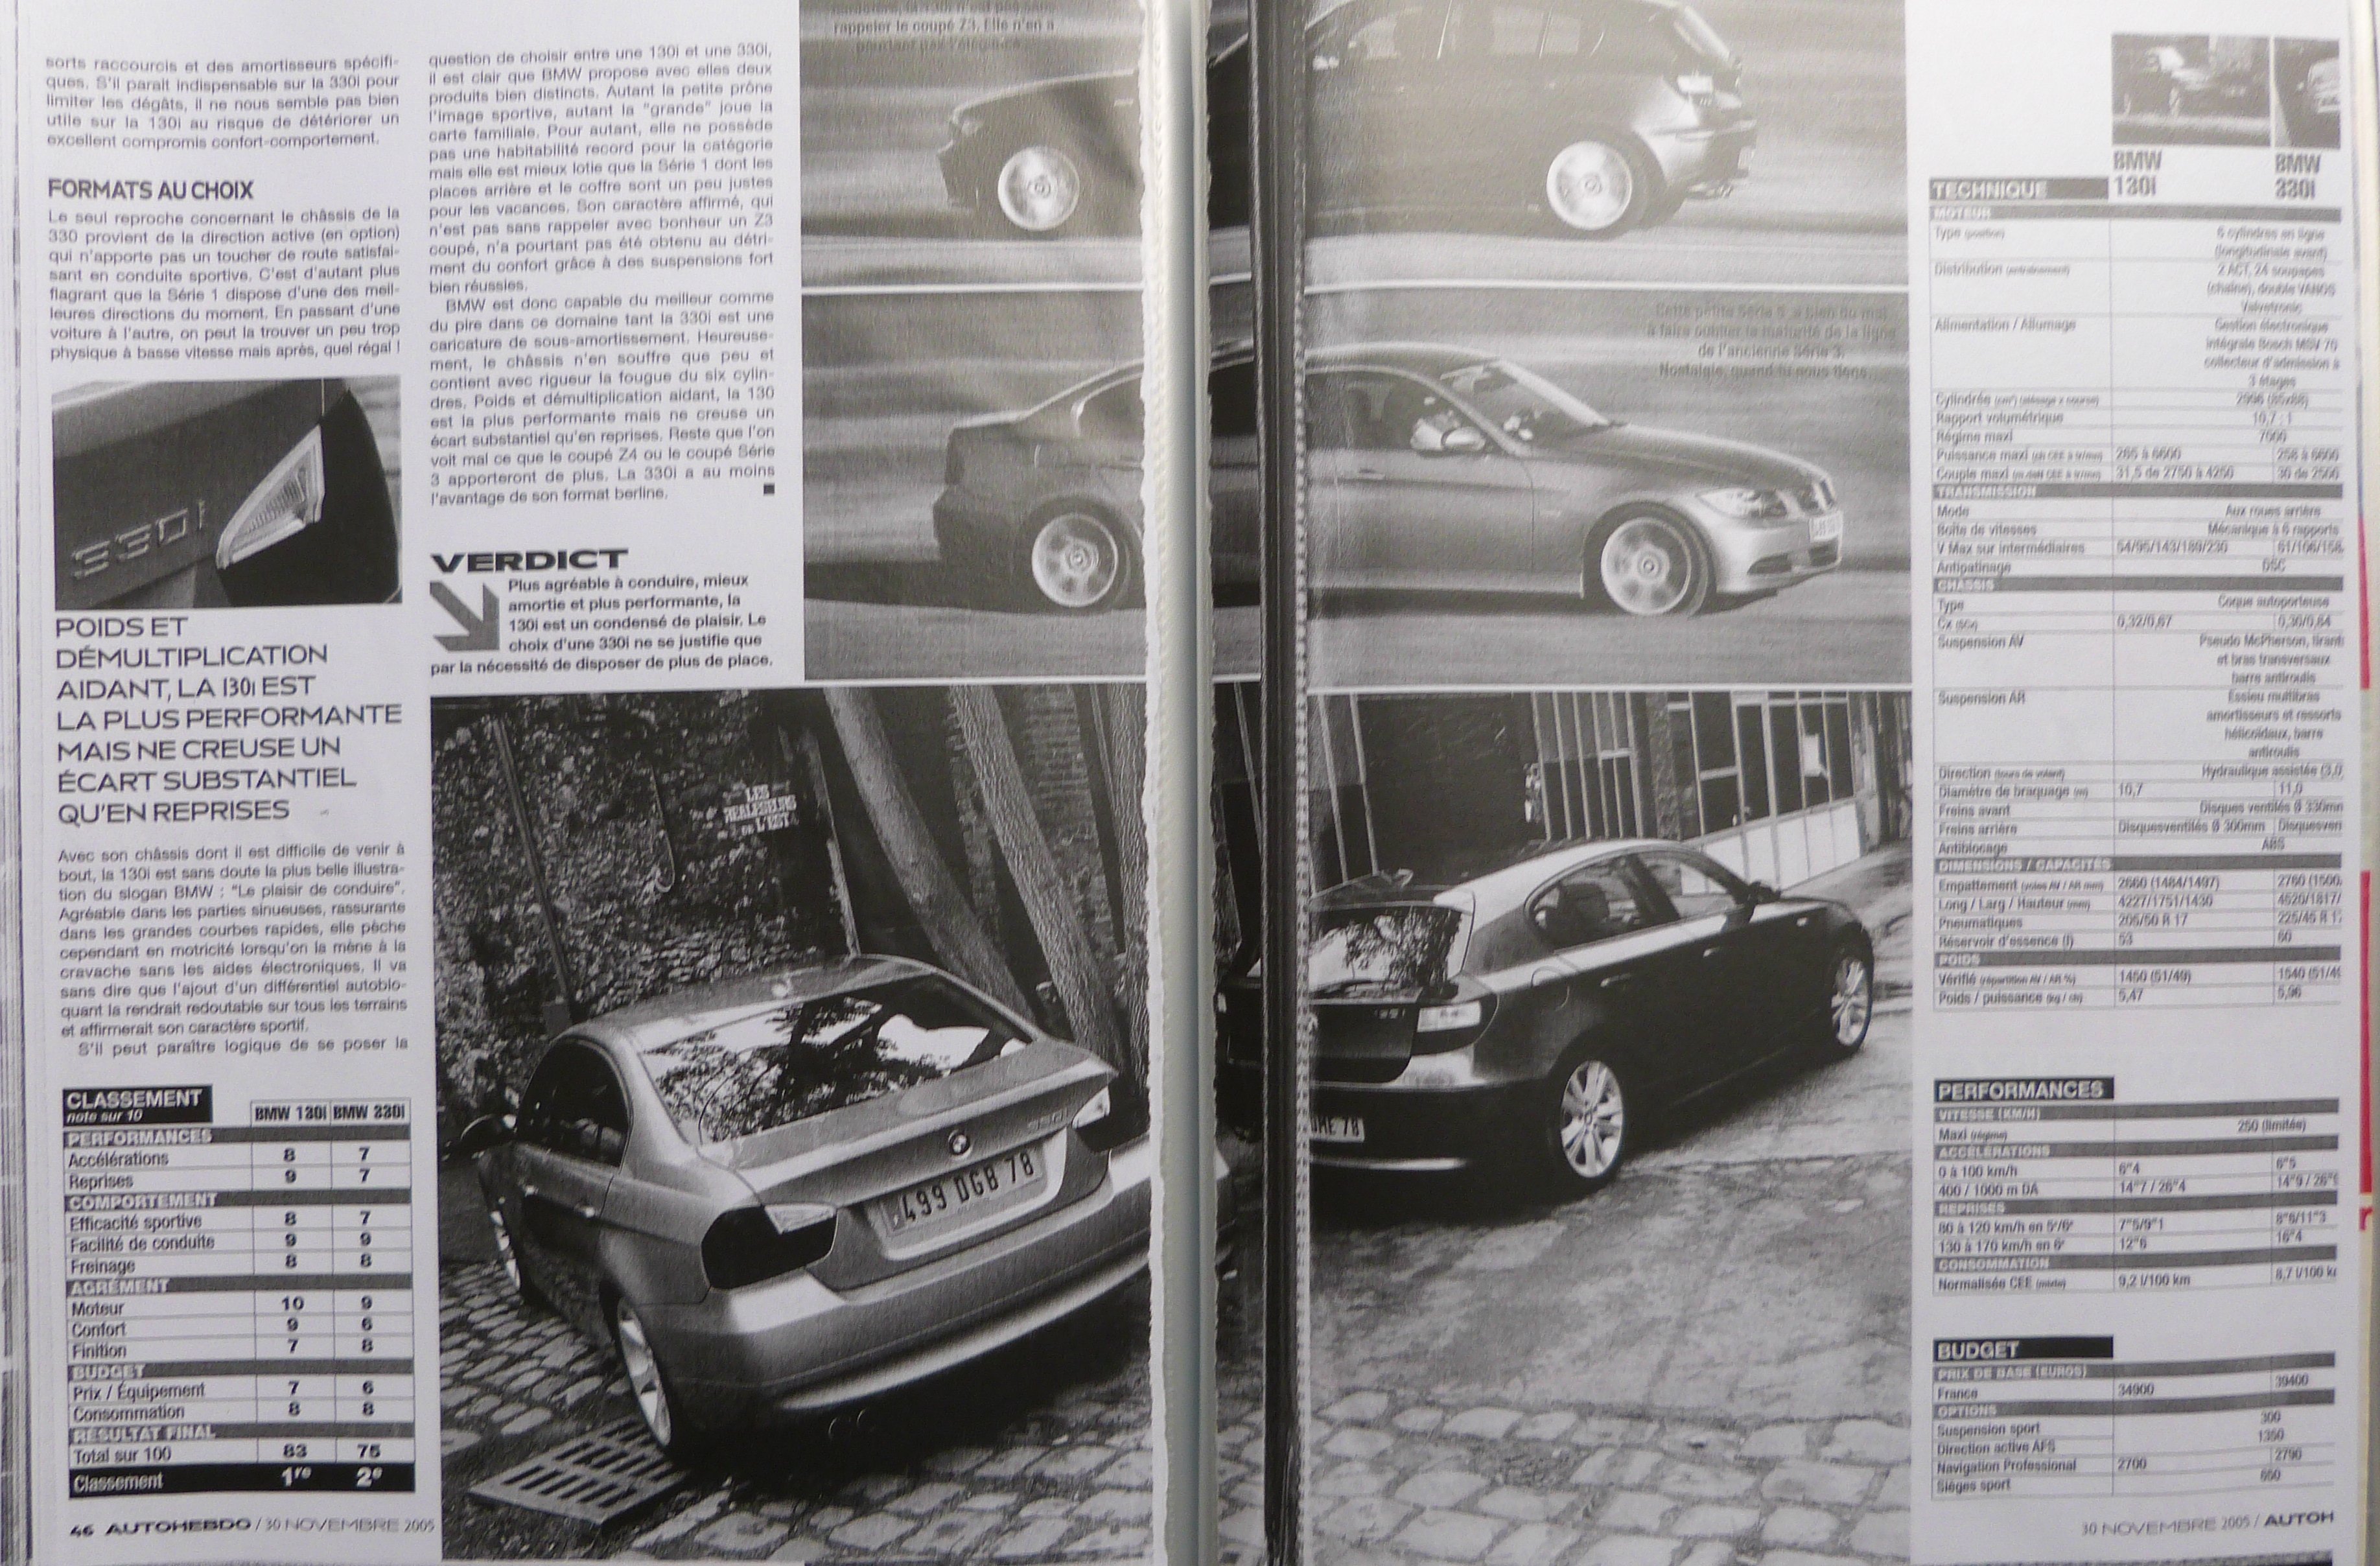 sorts raccourcis et des amortisseurs spécifi-
ques. S'il paraît indispensable sur la 330i pour
limiter les dégâts, il ne nous semble pas bien
utile sur la 130i au risque de détériorer un
excellent compromis confort-comportement.
FORMATS AU CHOIX
Le seul reproche concernant le châssis de la
330 provient de la direction active (en option)
qui n'apporte pas un toucher de route satisfai-
sant en conduite sportive. C'est d'autant plus
flagrant que la Série 1 dispose d'une des meil-
leures directions du moment. En passant d'une
voiture à l'autre, on peut la trouver un peu trop
physique à basse vitesse mais après, quel régal !
330i
POIDS ET
DÉMULTIPLICATION
AIDANT, LA 130i EST
LA PLUS PERFORMANTE
MAIS NE CREUSE UN
ÉCART SUBSTANTIEL
QU'EN REPRISES
Avec son châssis dont il est difficile de venir à
bout, la 130i est sans doute la plus belle illustra-
tion du slogan BMW : "Le plaisir de conduire".
Agréable dans les parties sinueuses, rassurante
dans les grandes courbes rapides, elle pèche
cependant en motricité lorsqu'on la mène à la
cravache sans les aides électroniques. Il va
sans dire que l'ajout d'un différentiel autoblo-
quant la rendrait redoutable sur tous les terrains
et affirmerait son caractère sportif.
S'il peut paraître logique de se poser la
question de choisir entre une 130i et une 330i,
il est clair que BMW propose avec elles deux
produits bien distincts. Autant la petite prône
l'image sportive, autant la "grande" joue la
carte familiale. Pour autant, elle ne possède
pas une habitabilité record pour la catégorie
mais elle est mieux lotie que la Série 1 dont les
places arrière et le coffre sont un peu justes
pour les vacances. Son caractère affirmé, qui
n'est pas sans rappeler avec bonheur un Z3
coupé, n'a pourtant pas été obtenu au détri-
ment du confort grâce à des suspensions fort
bien réussies.
BMW est donc capable du meilleur comme
du pire dans ce domaine tant la 330i est une
caricature de sous-amortissement. Heureuse-
ment, le châssis n'en souffre que peu et
contient avec rigueur la fougue du six cylin-
dres. Poids et démultiplication aidant, la 130
est la plus performante mais ne creuse un
écart substantiel qu'en reprises. Reste que l'on
voit mal ce que le coupé Z4 ou le coupé Série
3 apporteront de plus. La 330i a au moins
l'avantage de son format berline.
VERDICT
Plus agréable à conduire, mieux
amortie et plus performante, la
130i est un condensé de plaisir. Le
choix d'une 330i ne se justifie que
par la nécessité de disposer de plus de place.
CLASSEMENT
note sur 10 BMW 130i BMW 330i
PERFORMANCES
Accélérations 8 7
Reprises 9 7
COMPORTEMENT
Efficacité sportive 8 7
Facilité de conduite 9 9
Freinage 8 8
AGRÉMENT
Moteur 10 9
Confort 9 6
Finition 7 8
BUDGET
Prix / Équipement 7 6
Consommation 8 8
RÉSULTAT FINAL
Total sur 100 83 75
Classement 1re 2e
46 AUTOHEBDO / 30 NOVEMBRE 2005
rappeler le coupé Z3. Elle n'en a
pourtant pas l'élégance.
Cette petite Série 5 a bien du mal
à faire oublier la maturité de la ligne
de l'ancienne Série 3.
Nostalgie, quand tu nous tiens
LES
REALESEURS
DE L'EST
330i
499 DGB 78
HE 78
BMW BMW
TECHNIQUE 130i 330i
MOTEUR
Type (position) 6 cylindres en ligne
(longitudinale avant)
Distribution (entraînement) 2 ACT, 24 soupapes
(chaîne), double VANOS
Valvetronic
Alimentation / Allumage Gestion électronique
intégrale Bosch MSV 70
collecteur d'admission à
3 étages
Cylindrée (cm3) (alésage x course) 2996 (85x88)
Rapport volumétrique 10,7 : 1
Régime maxi 7000
Puissance maxi (ch CEE à tr/mn) 265 à 6600 258 à 6600
Couple maxi (m.daN CEE à tr/mn) 31,5 de 2750 à 4250 30 de 2500
TRANSMISSION
Mode Aux roues arrière
Boîte de vitesses Mécanique à 6 rapports
V Max sur intermédiaires 54/95/143/189/230 61/106/158
Antipatinage DSC
CHÂSSIS
Type Coque autoporteuse
Cx (SCx) 0,32/0,67 0,30/0,64
Suspension AV Pseudo McPherson, tirants
et bras transversaux
barre antiroulis
Suspension AR Essieu multibras
amortisseurs et ressorts
hélicoïdaux, barre
antiroulis
Direction (tours de volant) Hydraulique assistée (3,0
Diamètre de braquage (m) 10,7 11,0
Freins avant Disques ventilés Ø 330mm
Freins arrière Disquesventilés Ø 300mm Disquesven
Antiblocage ABS
DIMENSIONS / CAPACITÉS
Empattement (voies AV / AR mm) 2660 (1484/1497) 2760 (1500
Long / Larg / Hauteur (mm) 4227/1751/1430 4520/1817/
Pneumatiques 205/50 R 17 225/45 R 17
Réservoir d'essence (l) 53 60
POIDS
Vérifié (répartition AV / AR %) 1450 (51/49) 1540 (51/49
Poids / puissance (kg / ch) 5,47 5,96
PERFORMANCES
VITESSE (KM/H)
Maxi (régime) 250 (limitée)
ACCÉLÉRATIONS
0 à 100 km/h 6"4 6"5
400 / 1000 m DA 14"7 / 26"4 14"9 / 26"
REPRISES
80 à 120 km/h en 5e/6e 7"5/9"1 8"8/11"3
130 à 170 km/h en 6e 12"6 16"4
CONSOMMATION
Normalisée CEE (mixte) 9,2 l/100 km 8,7 l/100 k
BUDGET
PRIX DE BASE (EUROS)
France 34900 39400
OPTIONS
Suspension sport 300
Direction active AFS 1350
Navigation Professional 2700 2790
Sièges sport 660
30 NOVEMBRE 2005 / AUTOH